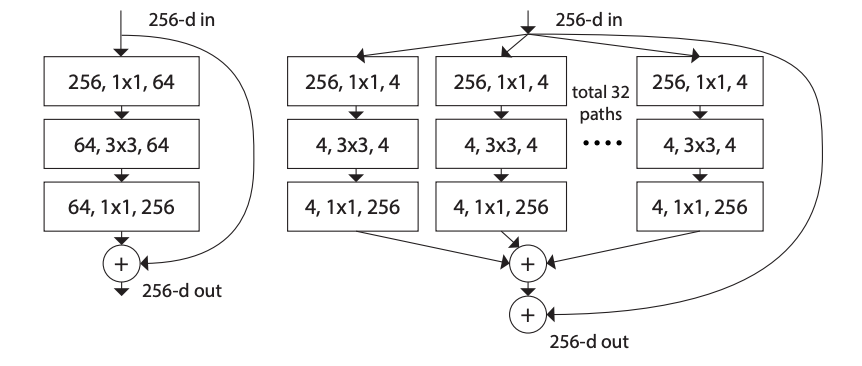 256-d in
256, 1x1, 64
64, 3x3, 64
64, 1x1, 256
+
256-d out
256-d in
256, 1x1, 4
256, 1x1, 4
total 32
paths
....
256, 1x1, 4
4, 3x3, 4
4, 3x3, 4
4, 3x3, 4
4, 1x1, 256
4, 1x1, 256
4, 1x1, 256
+
+
256-d out